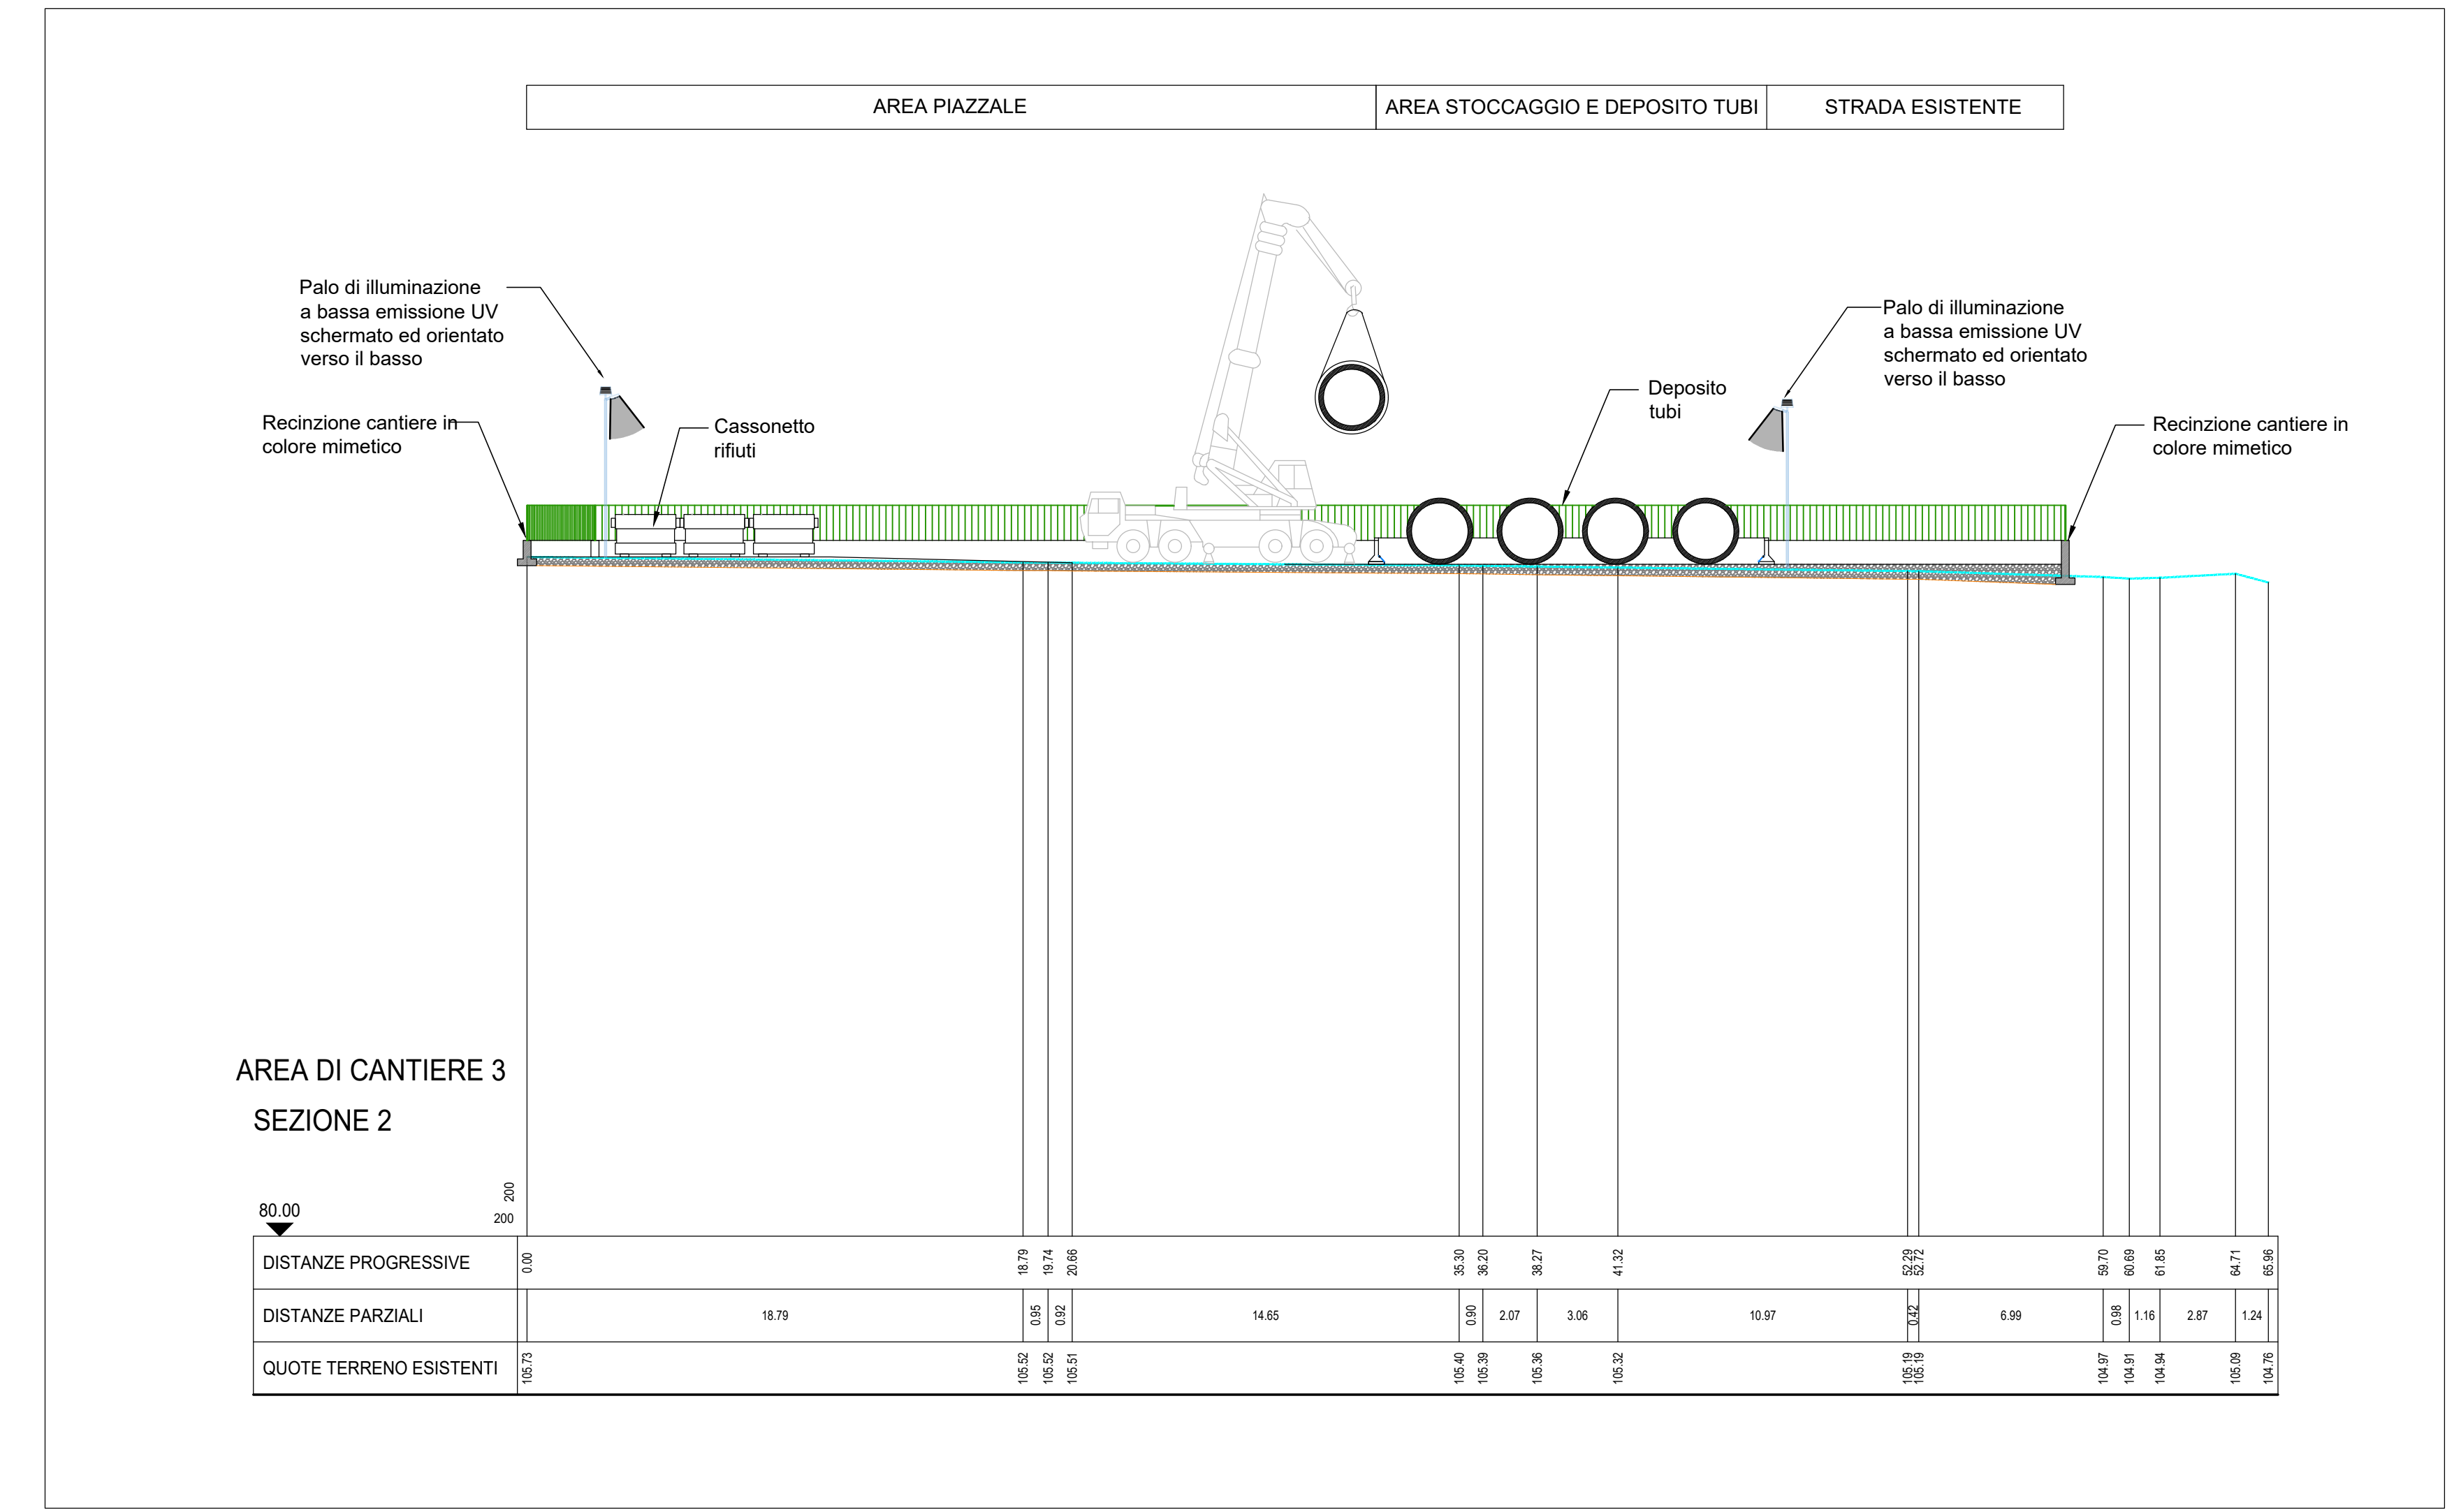 AREA PIAZZALE
AREA STOCCAGGIO E DEPOSITO TUBI
STRADA ESISTENTE
Palo di illuminazione
a bassa emissione UV
schermato ed orientato
verso il basso
Recinzione cantiere in
colore mimetico
Cassonetto
rifiuti
Deposito
tubi
Palo di illuminazione
a bassa emissione UV
schermato ed orientato
verso il basso
Recinzione cantiere in
colore mimetico
AREA DI CANTIERE 3
SEZIONE 2
200
200
80.00
DISTANZE PROGRESSIVE 0.00 18.79 19.74 20.66 35.30 36.20 38.27 41.32 52.29 52.72 59.70 60.69 61.85 64.71 65.96
DISTANZE PARZIALI 18.79 0.95 0.92 14.65 0.90 2.07 3.06 10.97 0.42 6.99 0.98 1.16 2.87 1.24
QUOTE TERRENO ESISTENTI 105.73 105.52 105.52 105.51 105.40 105.39 105.36 105.32 105.19 105.19 104.97 104.91 104.94 105.09 104.76